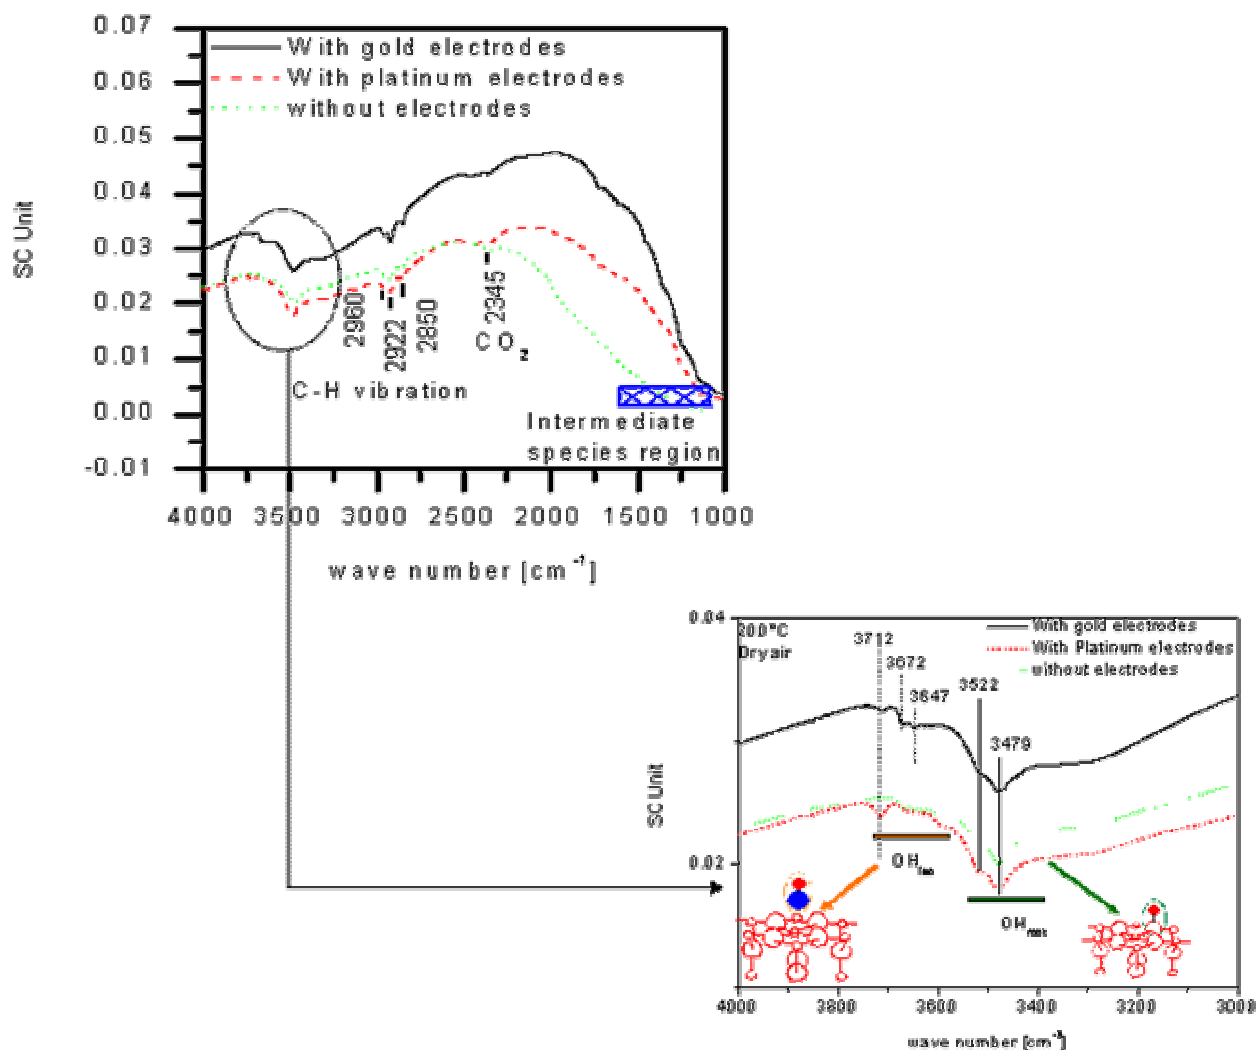 0.07
0.06
0.05
0.04
0.03
0.02
0.01
0.00
-0.01
SC Unit
With gold electrodes
With platinum electrodes
without electrodes
2960
2922
2850
2345
CO₂
C-H vibration
Intermediate
species region
4000 3500 3000 2500 2000 1500 1000
wave number [cm⁻¹]
0.04
0.02
SC Unit
200°C
Dry air
With gold electrodes
With Platinum electrodes
without electrodes
3712
3672
3647
3522
3479
OH
OH
4000 3800 3600 3400 3200 3000
wave number [cm⁻¹]